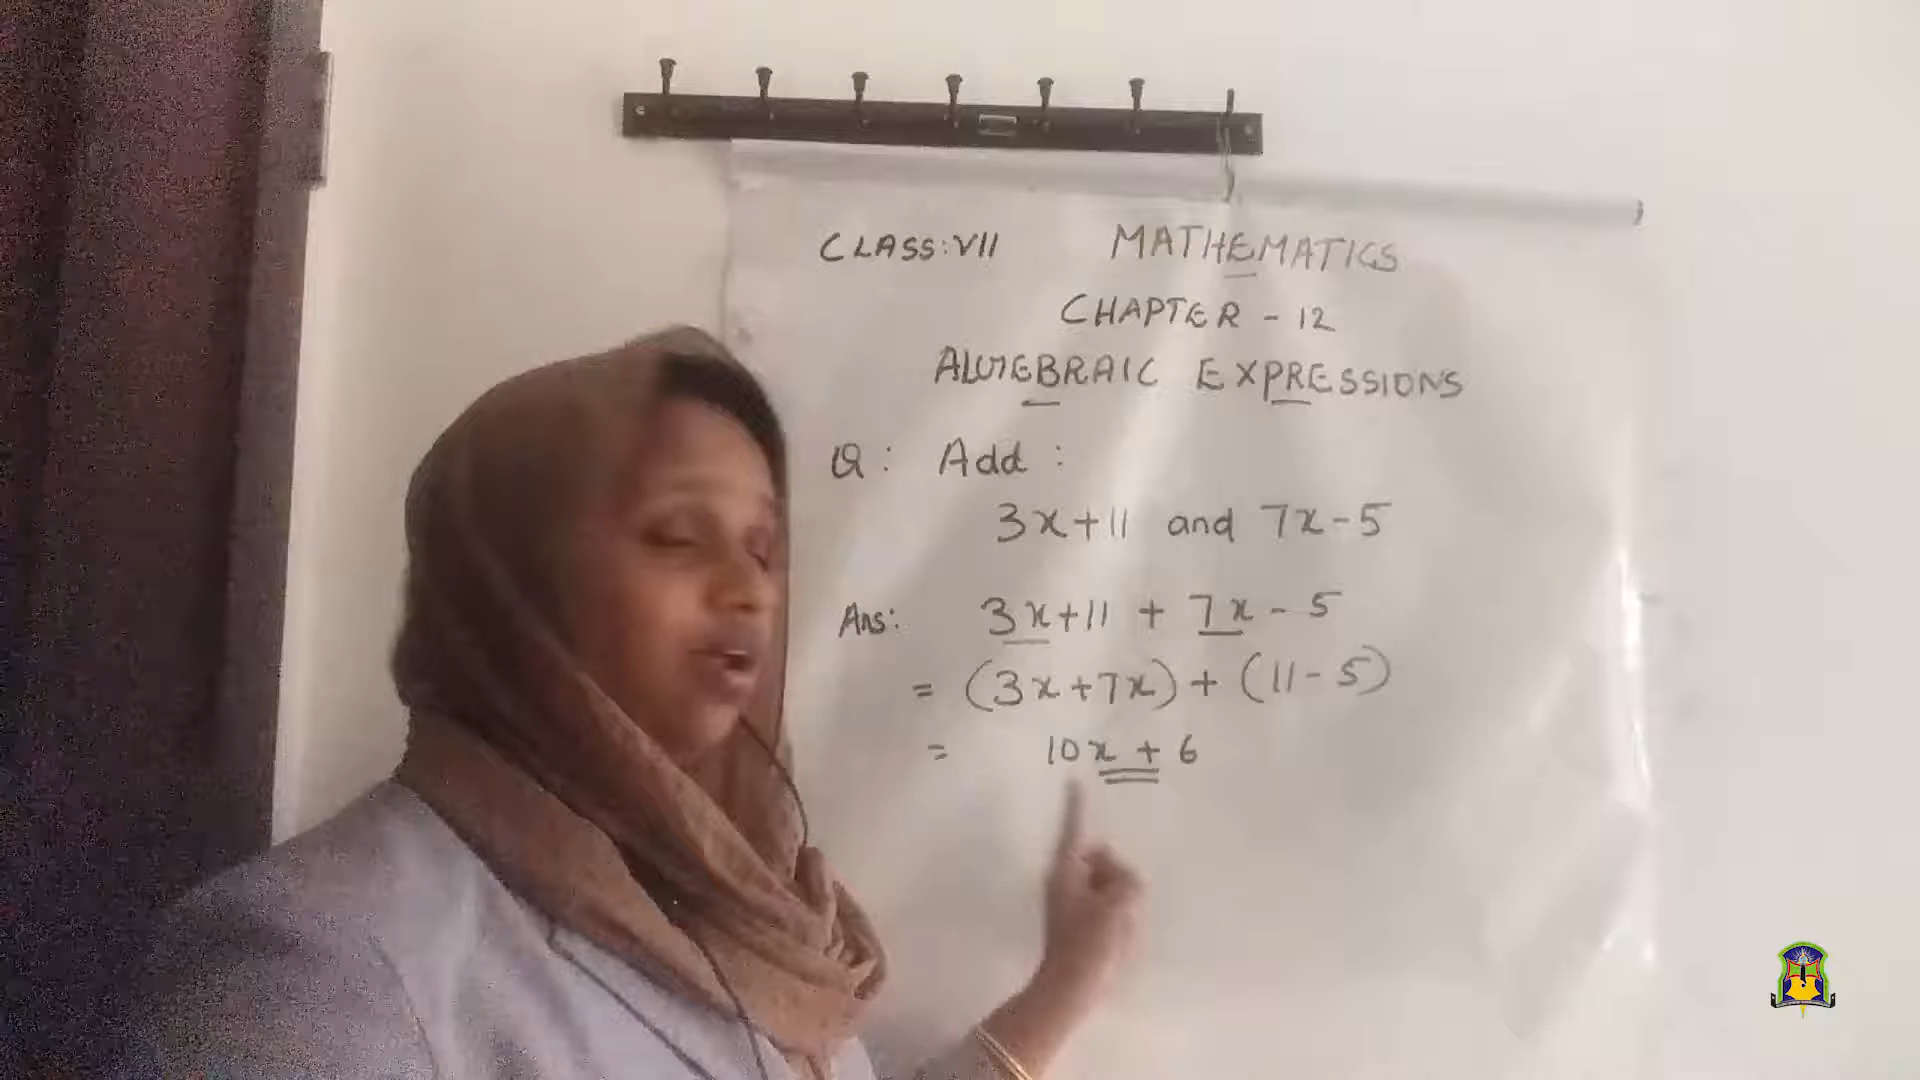 CLASS: VII MATHEMATICS
CHAPTER - 12
ALGEBRAIC EXPRESSIONS
Q: Add:
3x+11 and 7x-5
Ans: 3x+11 + 7x-5
= (3x+7x)+(11-5)
= 10x+6